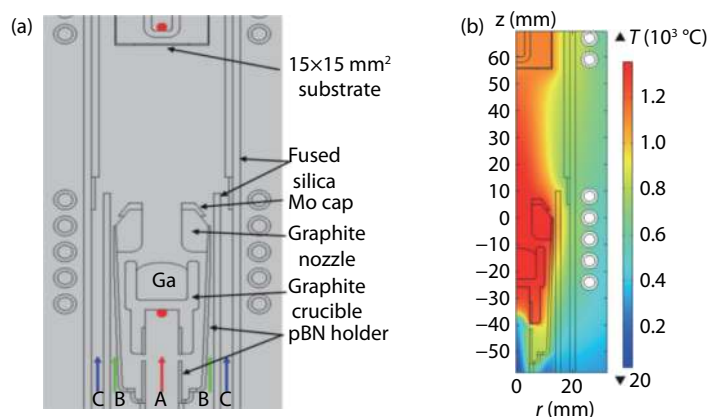 (a)
15×15 mm²
substrate
Fused
silica
Mo cap
Graphite
nozzle
Ga
Graphite
crucible
pBN holder
C B A B C
(b) z (mm)
T (10³ °C)
60
50
40
30
20
10
0
−10
−20
−30
−40
−50
0 20
r (mm)
1.2
1.0
0.8
0.6
0.4
0.2
20